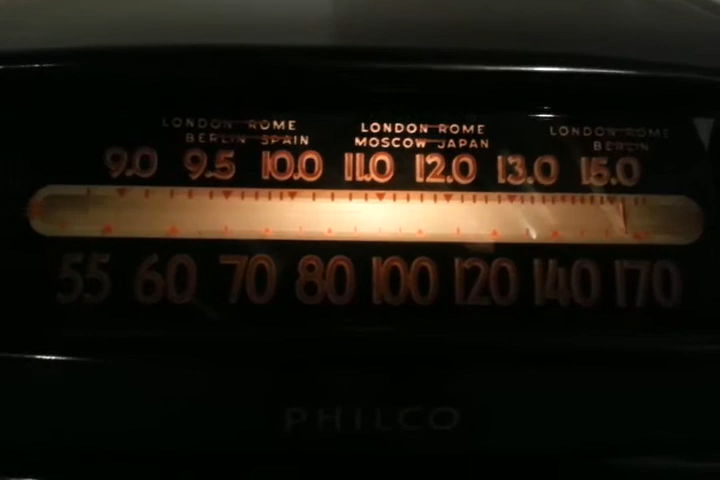 LONDON ROME LONDON ROME LONDON ROME
BERLIN SPAIN MOSCOW JAPAN BERLIN
9.0 9.5 10.0 11.0 12.0 13.0 15.0
55 60 70 80 100 120 140 170
PHILCO